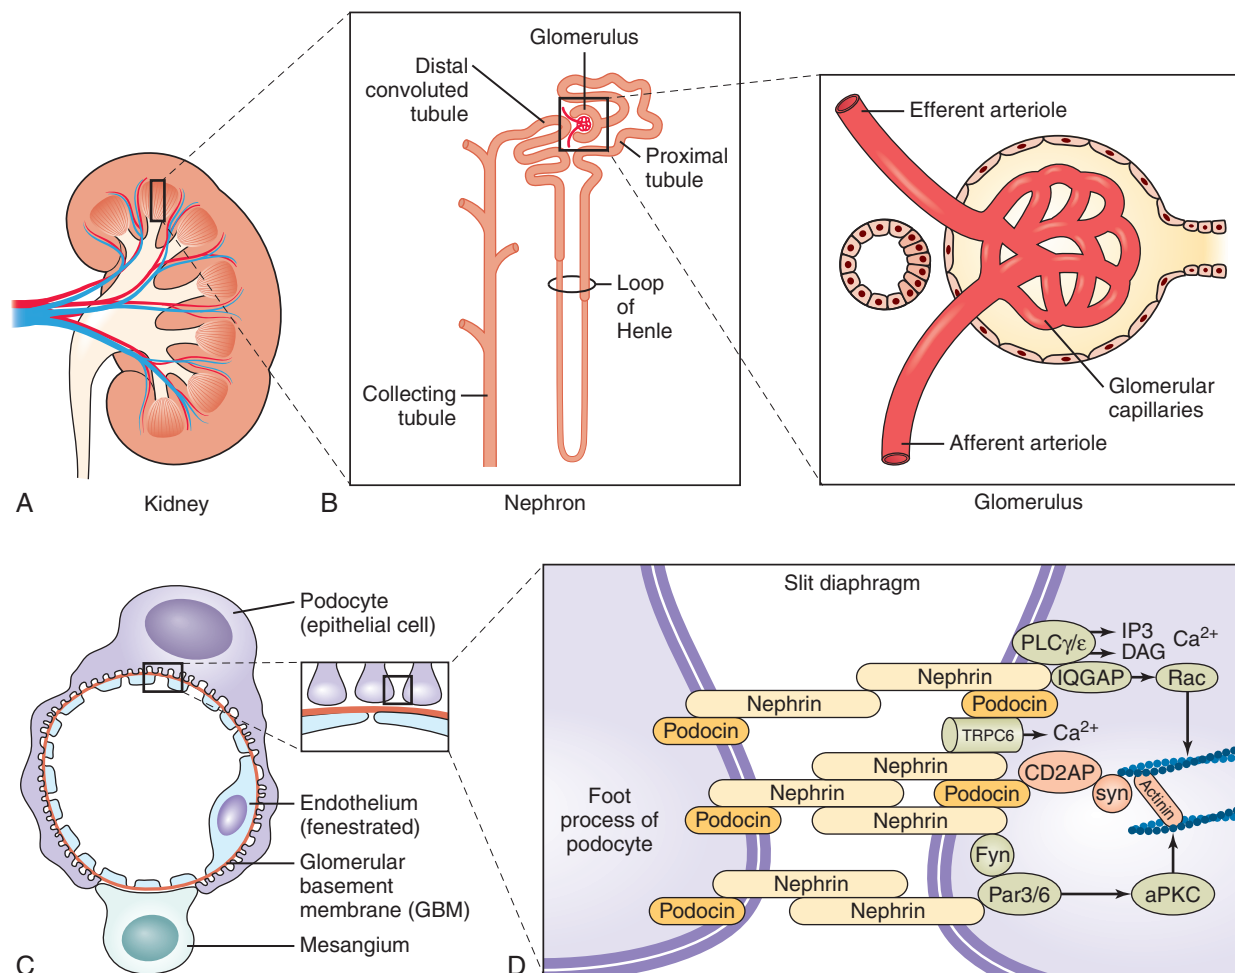 Glomerulus
Distal
convoluted
tubule
Proximal
tubule
Loop
of
Henle
Collecting
tubule
Efferent arteriole
Glomerular
capillaries
Afferent arteriole
A
Kidney
B
Nephron
Glomerulus
Podocyte
(epithelial cell)
Endothelium
(fenestrated)
Glomerular
basement
membrane (GBM)
Mesangium
C
Slit diaphragm
PLCγ/ε
IP3
DAG
Ca²⁺
Nephrin
IQGAP
Rac
Nephrin
Podocin
Podocin
TRPC6
Ca²⁺
Nephrin
CD2AP
Nephrin
Podocin
syn
Actinin
Foot
process of
podocyte
Podocin
Nephrin
Fyn
Nephrin
Par3/6
aPKC
Podocin
Nephrin
D